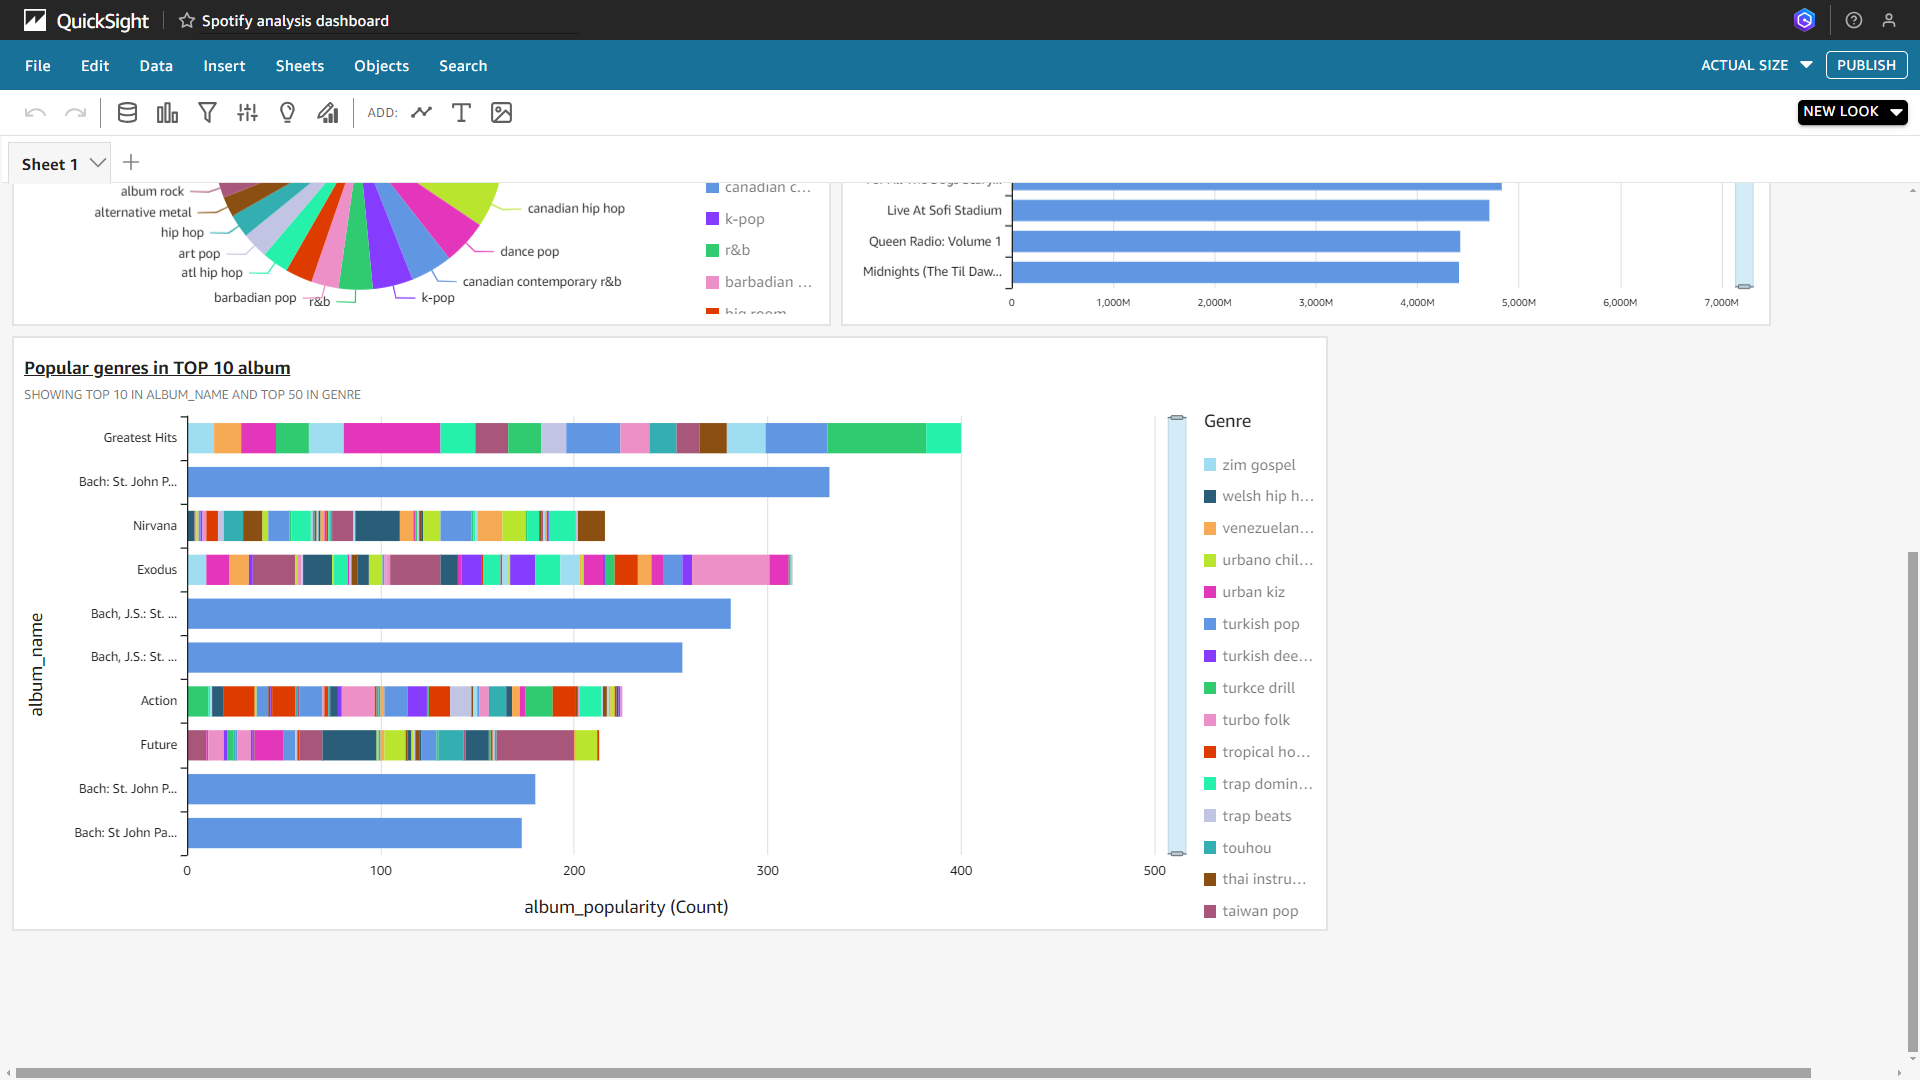 QuickSight
Spotify analysis dashboard
File
Edit
Data
Insert
Sheets
Objects
Search
ACTUAL SIZE
PUBLISH
ADD:
NEW LOOK
Sheet 1
album rock
alternative metal
hip hop
art pop
atl hip hop
barbadian pop
r&b
k-pop
canadian contemporary r&b
dance pop
canadian hip hop
canadian c...
k-pop
r&b
barbadian ...
big room
Live At Sofi Stadium
Queen Radio: Volume 1
Midnights (The Til Daw...
0
1,000M
2,000M
3,000M
4,000M
5,000M
6,000M
7,000M
Popular genres in TOP 10 album
SHOWING TOP 10 IN ALBUM_NAME AND TOP 50 IN GENRE
album_name
Greatest Hits
Bach: St. John P...
Nirvana
Exodus
Bach, J.S.: St. ...
Bach, J.S.: St. ...
Action
Future
Bach: St. John P...
Bach: St John Pa...
0
100
200
300
400
500
album_popularity (Count)
Genre
zim gospel
welsh hip h...
venezuelan...
urbano chil...
urban kiz
turkish pop
turkish dee...
turkce drill
turbo folk
tropical ho...
trap domin...
trap beats
touhou
thai instru...
taiwan pop